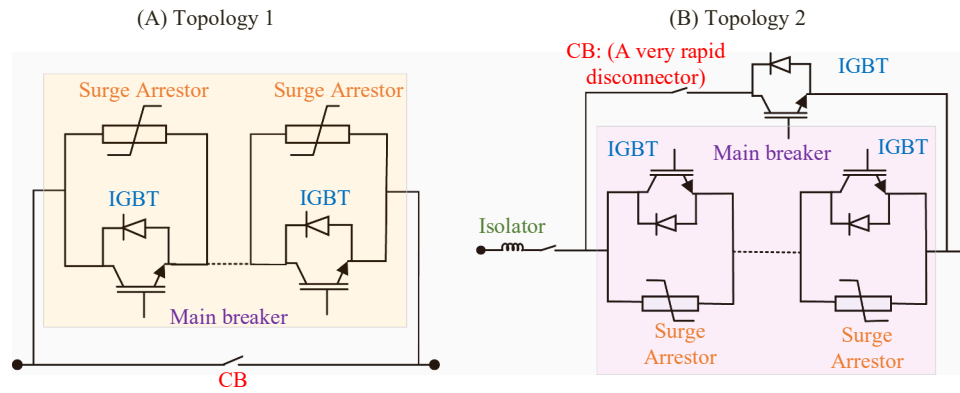 (A) Topology 1
Surge Arrestor
Surge Arrestor
IGBT
IGBT
Main breaker
CB
(B) Topology 2
CB: (A very rapid
disconnector)
IGBT
Main breaker
IGBT
IGBT
Isolator
Surge
Arrestor
Surge
Arrestor